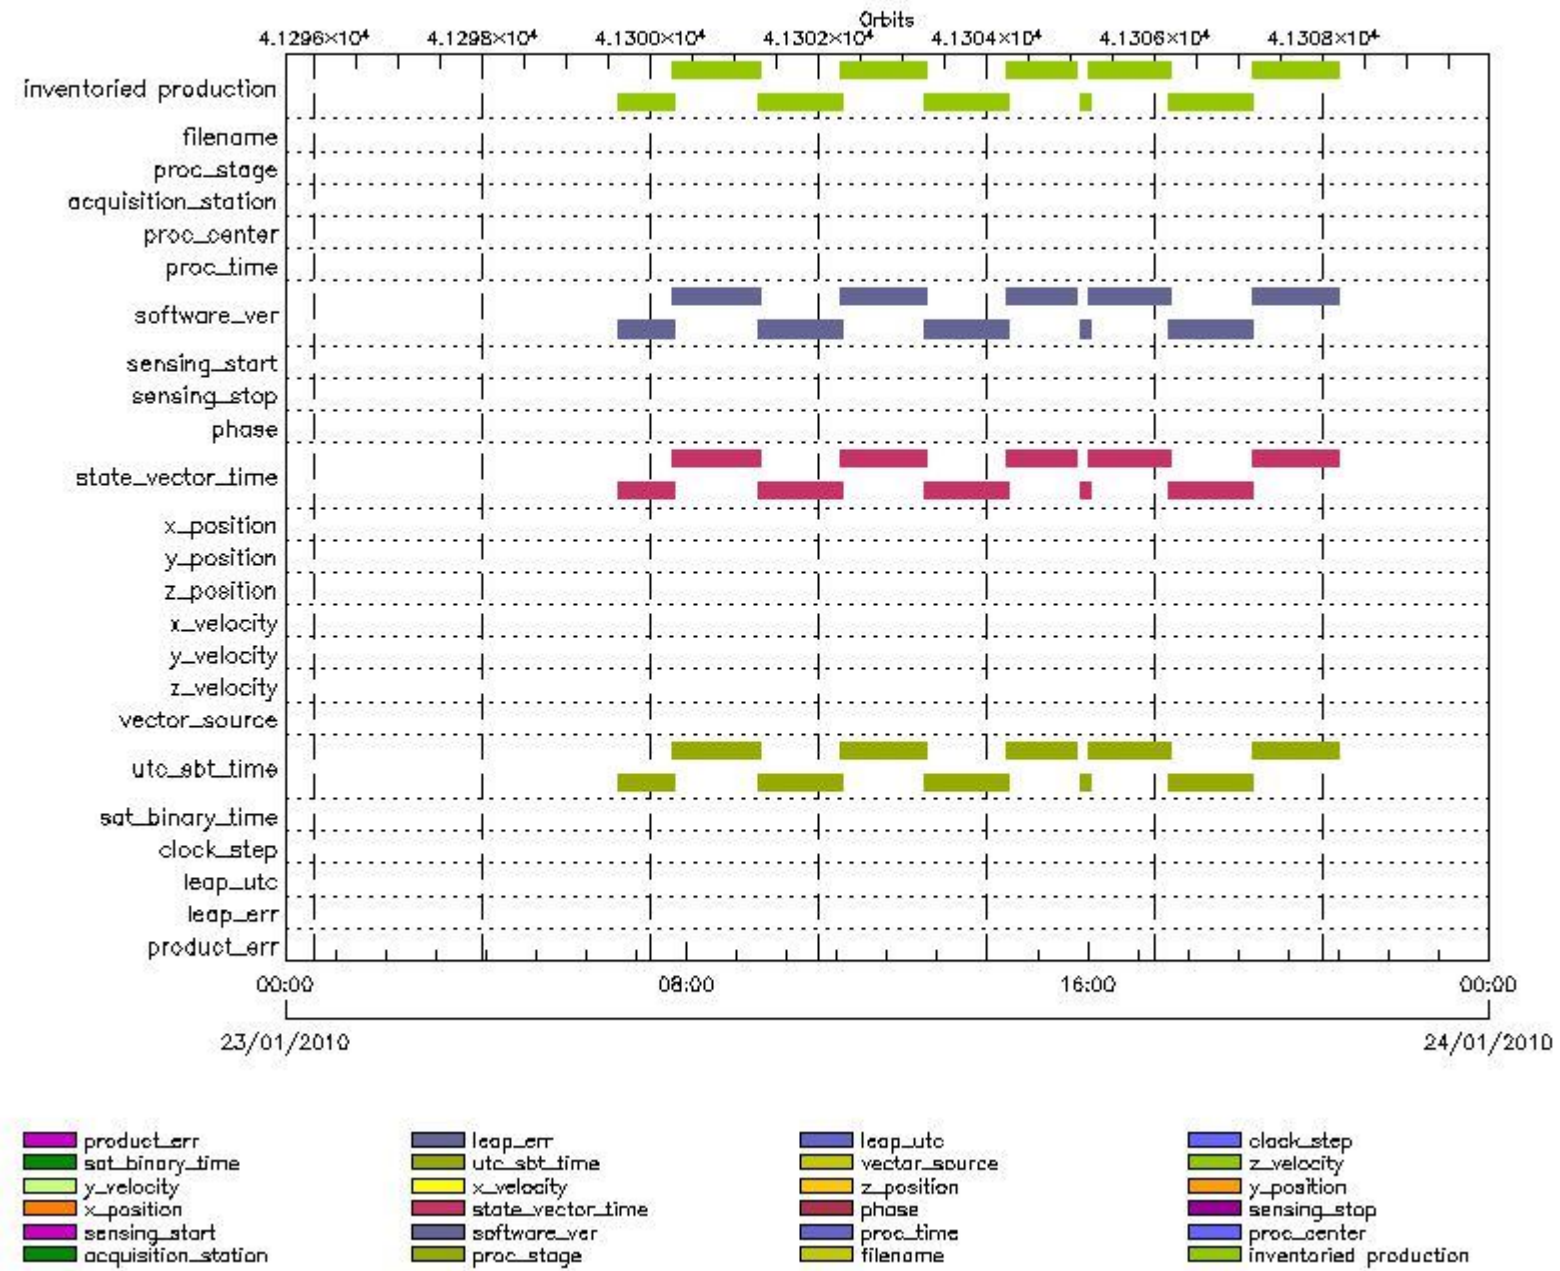 Orbits
4.1296×10⁴ 4.1298×10⁴ 4.1300×10⁴ 4.1302×10⁴ 4.1304×10⁴ 4.1306×10⁴ 4.1308×10⁴
inventoried production
filename
proc_stage
acquisition_station
proc_center
proc_time
software_ver
sensing_start
sensing_stop
phase
state_vector_time
x_position
y_position
z_position
x_velocity
y_velocity
z_velocity
vector_source
utc_sbt_time
sat_binary_time
clock_step
leap_utc
leap_err
product_err
00:00 08:00 16:00 00:00
23/01/2010 24/01/2010
product_err leap_err leap_utc clock_step
sat_binary_time utc_sbt_time vector_source z_velocity
y_velocity x_velocity z_position y_position
x_position state_vector_time phase sensing_stop
sensing_start software_ver proc_time proc_center
acquisition_station proc_stage filename inventoried production